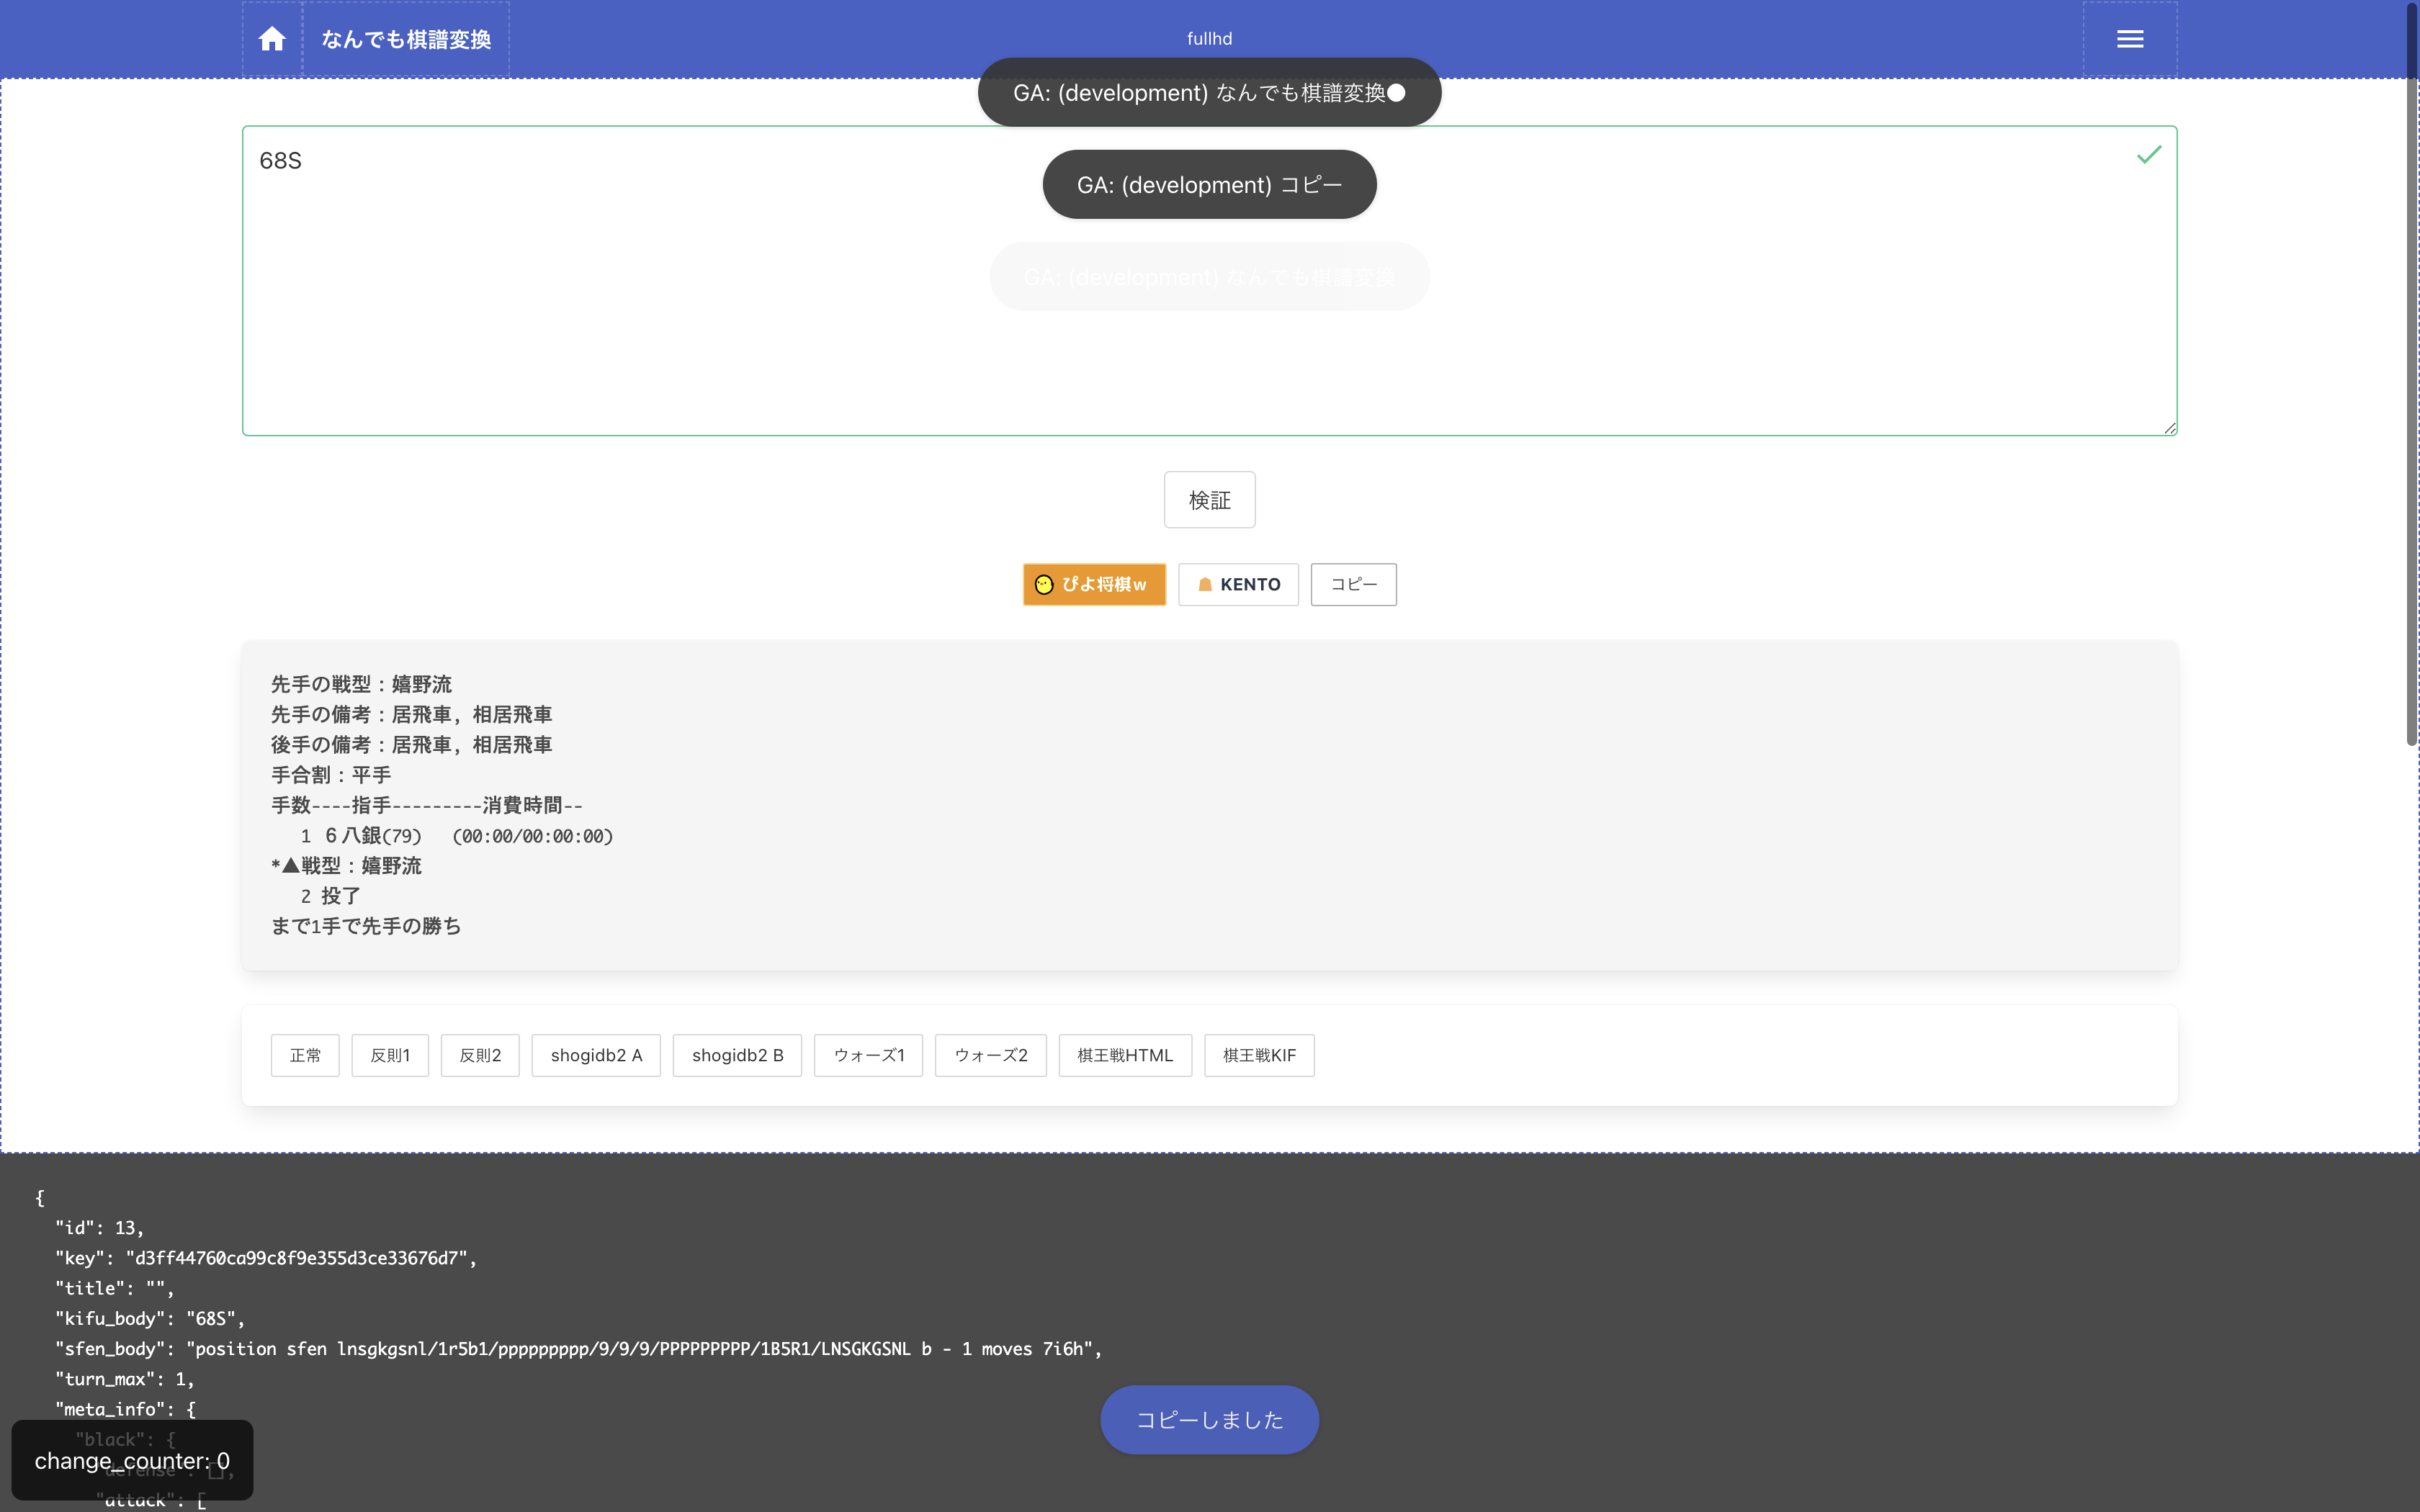 なんでも棋譜変換
fullhd
GA: (development) なんでも棋譜変換●
68S
GA: (development) コピー
GA: (development) なんでも棋譜変換
検証
ぴよ将棋w
KENTO
コピー
先手の戦型：嬉野流
先手の備考：居飛車, 相居飛車
後手の備考：居飛車, 相居飛車
手合割：平手
手数----指手---------消費時間--
1 ６八銀(79) (00:00/00:00:00)
*▲戦型：嬉野流
2 投了
まで1手で先手の勝ち
正常 反則1 反則2 shogidb2 A shogidb2 B ウォーズ1 ウォーズ2 棋王戦HTML 棋王戦KIF
{
"id": 13,
"key": "d3ff44760ca99c8f9e355d3ce33676d7",
"title": "",
"kifu_body": "68S",
"sfen_body": "position sfen lnsgkgsnl/1r5b1/ppppppppp/9/9/9/PPPPPPPPP/1B5R1/LNSGKGSNL b - 1 moves 7i6h",
"turn_max": 1,
"meta_info": {
"black": {
"defense": [],
"attack": [
change_counter: 0
コピーしました